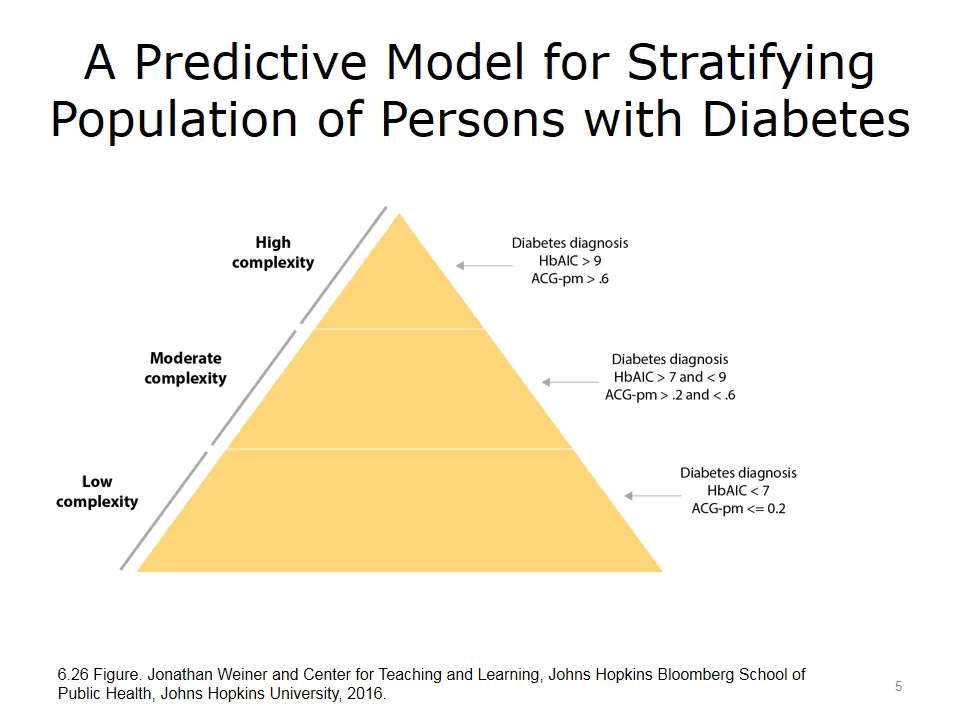 A Predictive Model for Stratifying
Population of Persons with Diabetes
High
complexity
Diabetes diagnosis
HbAIC > 9
ACG-pm > .6
Moderate
complexity
Diabetes diagnosis
HbAIC > 7 and < 9
ACG-pm > .2 and < .6
Low
complexity
Diabetes diagnosis
HbAIC < 7
ACG-pm <= 0.2
6.26 Figure. Jonathan Weiner and Center for Teaching and Learning, Johns Hopkins Bloomberg School of
Public Health, Johns Hopkins University, 2016.
5